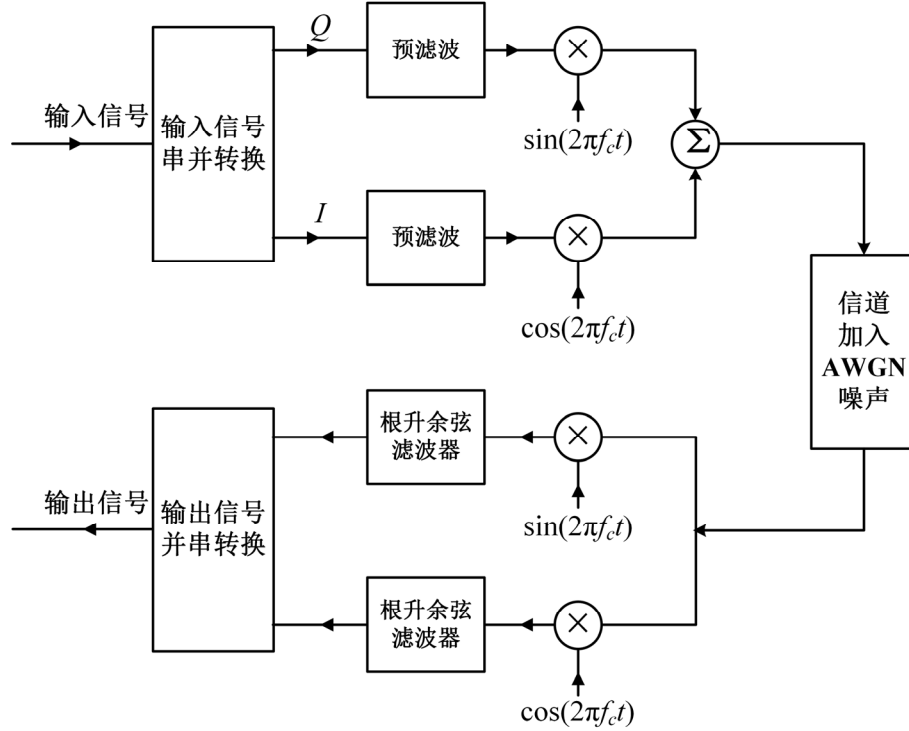 输入信号
输入信号
串并转换
Q
预滤波
×
sin(2πf_ct)
I
预滤波
×
cos(2πf_ct)
Σ
信道
加入
AWGN
噪声
输出信号
输出信号
并串转换
根升余弦
滤波器
×
sin(2πf_ct)
根升余弦
滤波器
×
cos(2πf_ct)